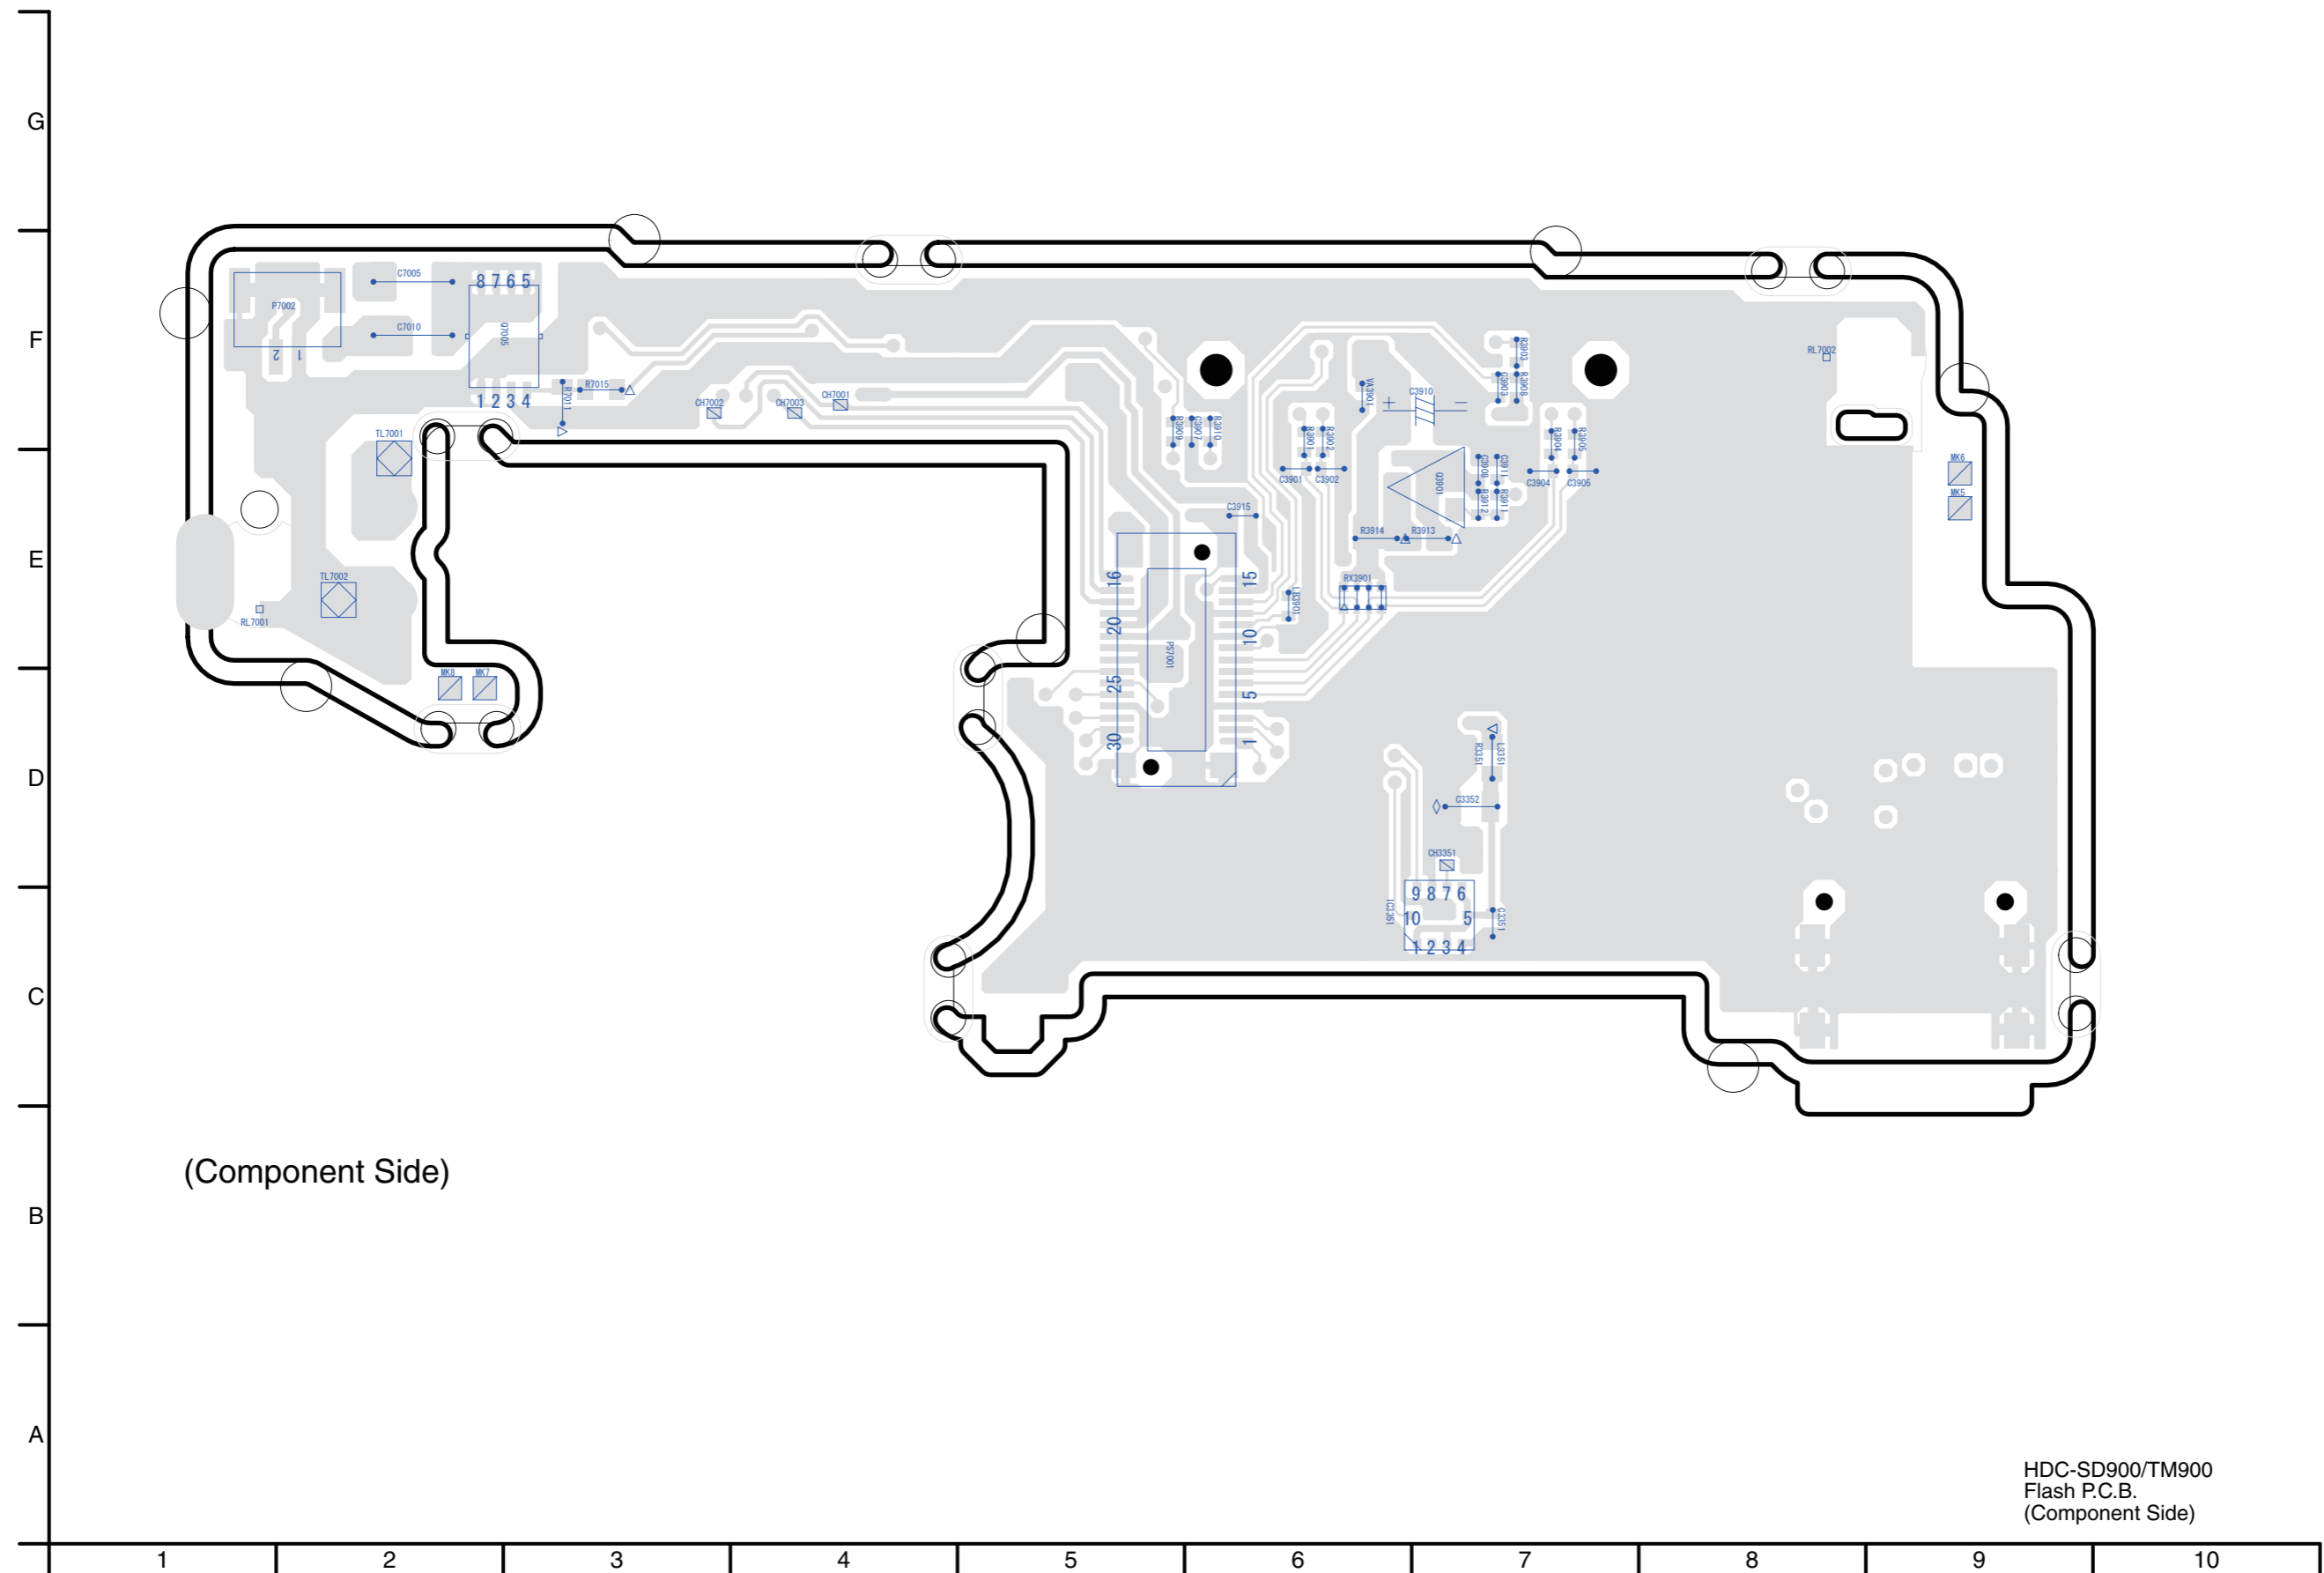 G
F
E
D
C
B
A
C7005
P7002
8 7 6 5
C7010
Q7005
2 1
1 2 3 4
R7011
R7015
CH7002
CH7003
CH7001
TL7001
TL7002
RL7001
MK8
MK7
R3909
C3907
R3910
R3901
R3902
VA3901
C3910
+
−
R3903
C3903
R3908
R3904
R3905
C3901
C3902
Q3901
C3908
C3911
R3912
R3911
C3904
C3905
RL7002
MK6
MK5
C3915
R3914
R3913
16
15
RX3901
LB3901
20
10
PS7001
25
5
30
1
R3351
L3351
C3352
CH3351
IC3351
9 8 7 6
10 5
1 2 3 4
C3351
(Component Side)
HDC-SD900/TM900
Flash P.C.B.
(Component Side)
1 2 3 4 5 6 7 8 9 10